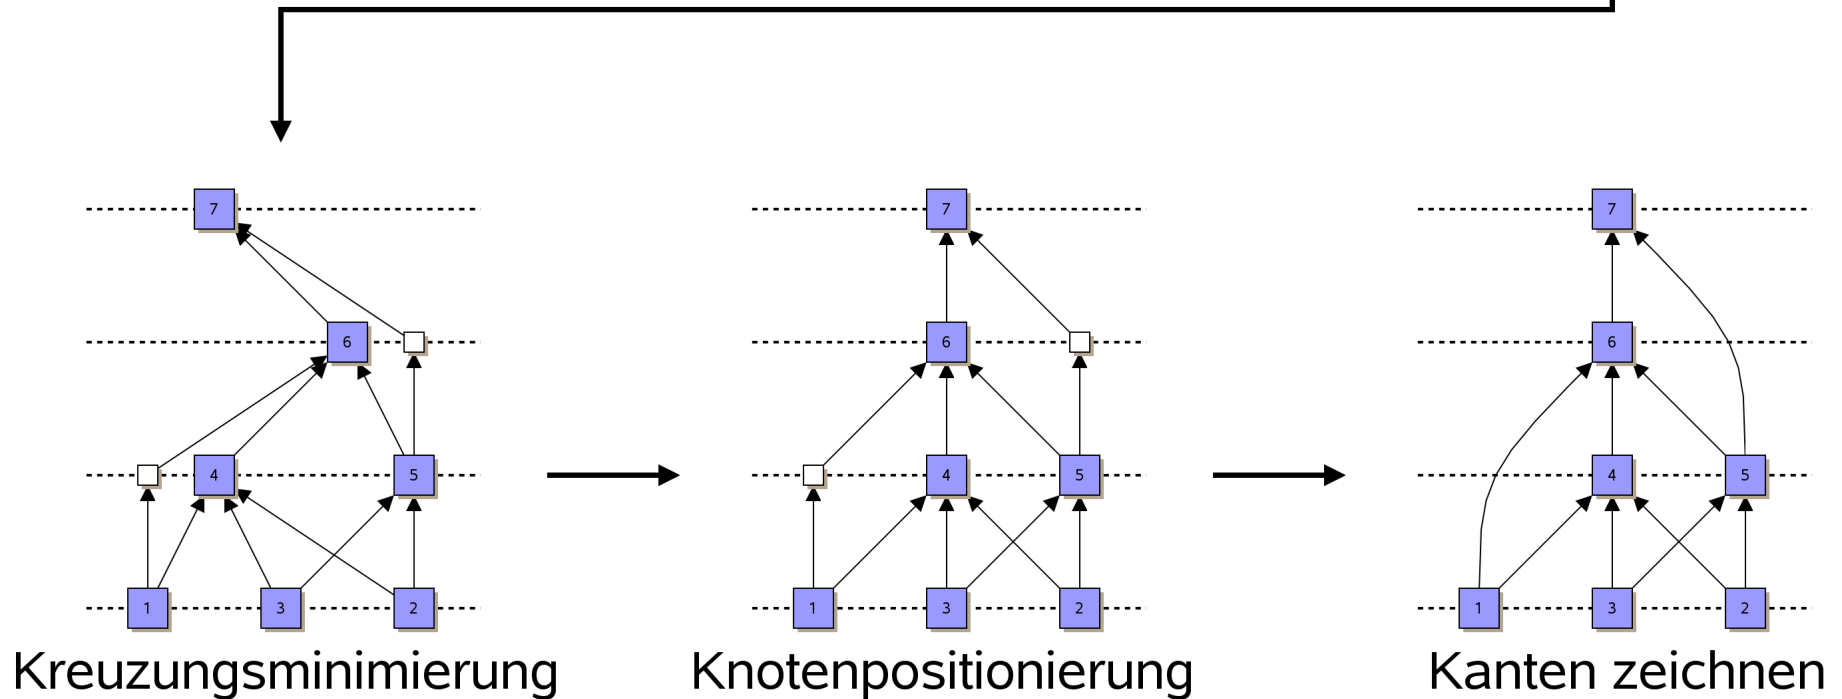 7 7 7
6 6 6
4 5 4 5 4 5
1 3 2 1 3 2 1 3 2
Kreuzungsminimierung Knotenpositionierung Kanten zeichnen